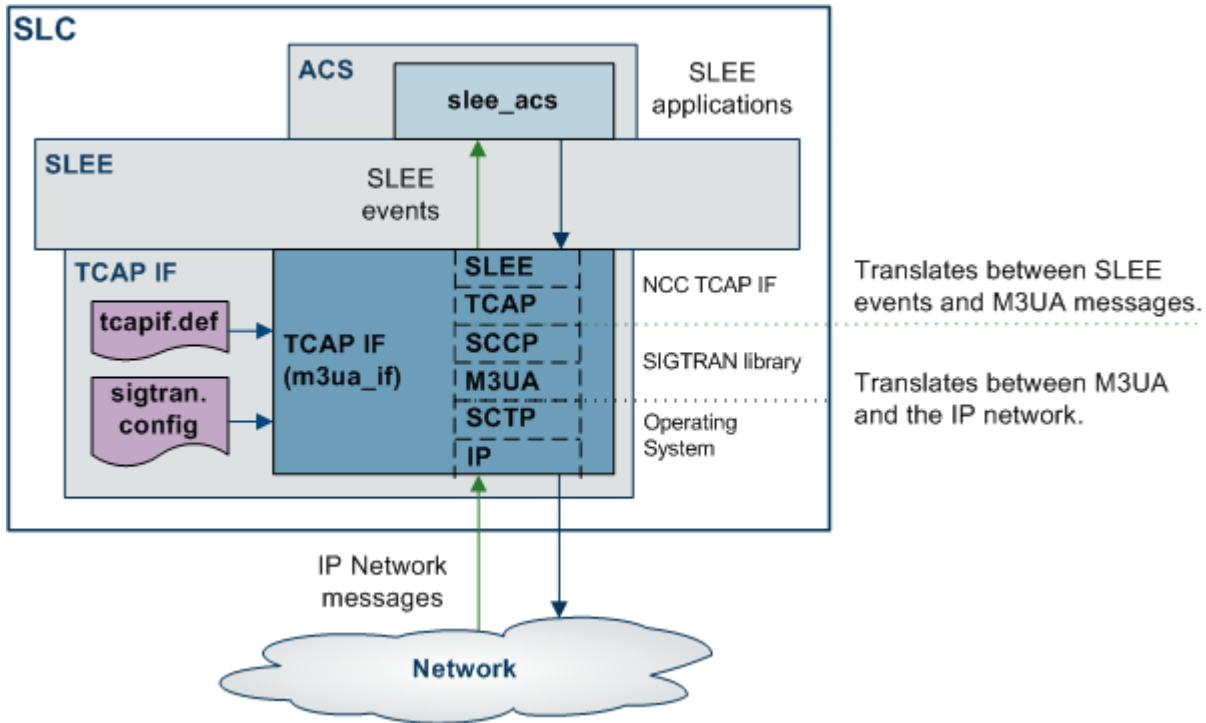 SLC
ACS
slee_acs
SLEE
applications
SLEE
SLEE
events
TCAP IF
tcapif.def
sigtran.
config
TCAP IF
(m3ua_if)
SLEE
TCAP
SCCP
M3UA
SCTP
IP
NCC TCAP IF
SIGTRAN library
Operating
System
Translates between SLEE
events and M3UA messages.
Translates between M3UA
and the IP network.
IP Network
messages
Network